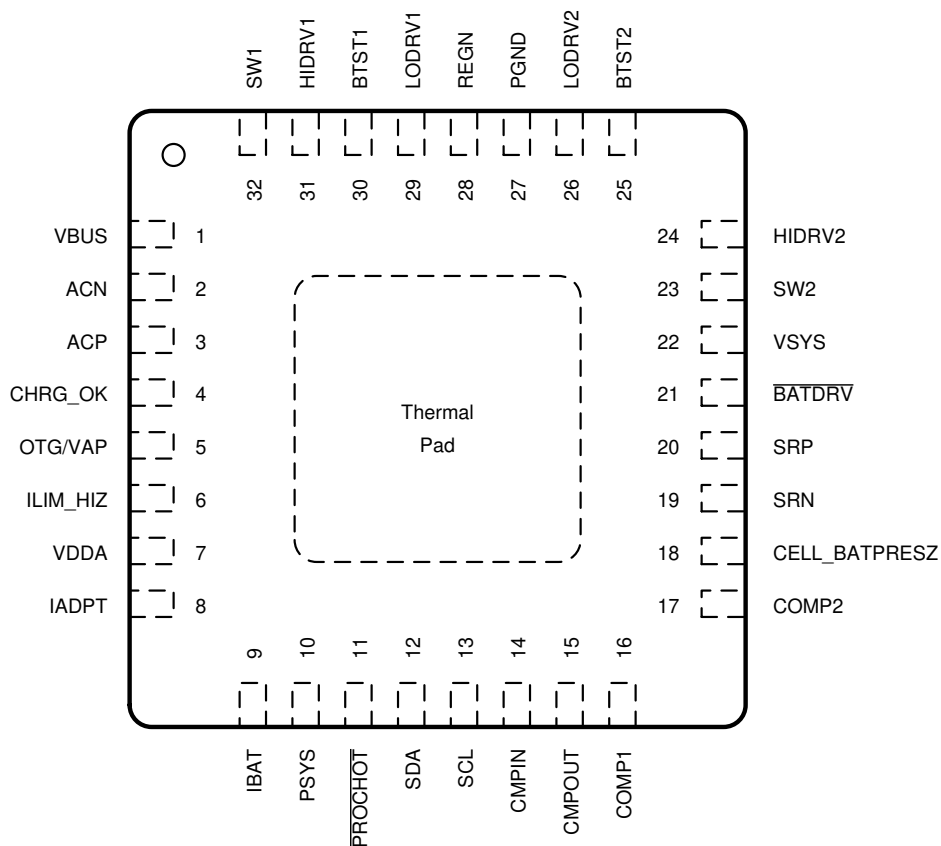 SW1
HIDRV1
BTST1
LODRV1
REGN
PGND
LODRV2
BTST2
32
31
30
29
28
27
26
25
VBUS 1
ACN 2
ACP 3
CHRG_OK 4
OTG/VAP 5
ILIM_HIZ 6
VDDA 7
IADPT 8
24 HIDRV2
23 SW2
22 VSYS
21 BATDRV
20 SRP
19 SRN
18 CELL_BATPRESZ
17 COMP2
Thermal
Pad
9
10
11
12
13
14
15
16
IBAT
PSYS
PROCHOT
SDA
SCL
CMPIN
CMPOUT
COMP1